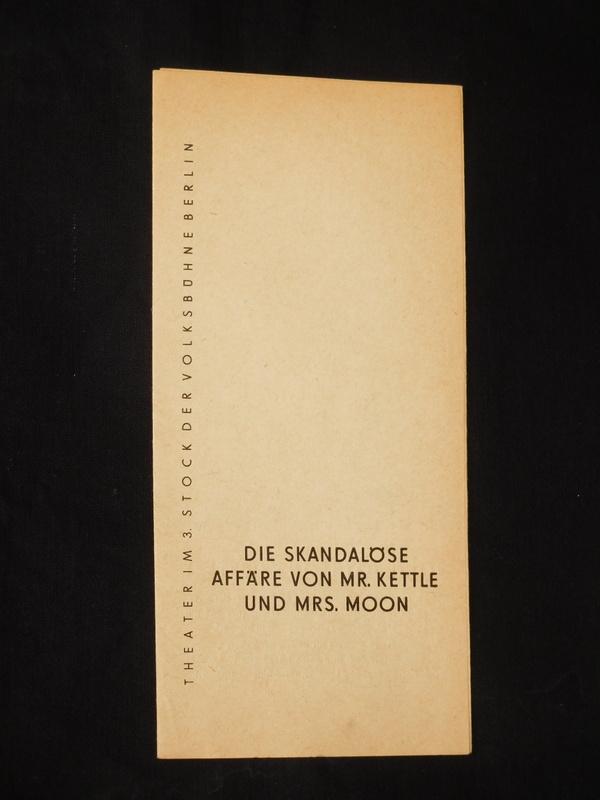 THEATER IM 3. STOCK DER VOLKSBÜHNE BERLIN
DIE SKANDALÖSE
AFFÄRE VON MR. KETTLE
UND MRS. MOON